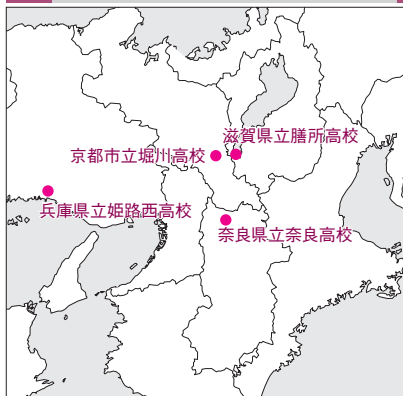 滋賀県立膳所高校
京都市立堀川高校
兵庫県立姫路西高校
奈良県立奈良高校